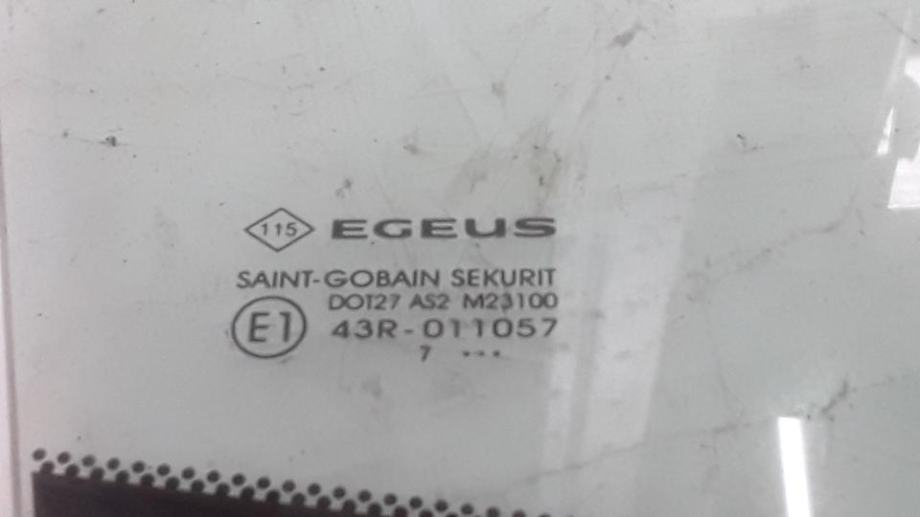 115 EGEUS
SAINT-GOBAIN SEKURIT
DOT27 AS2 M23100
E1 43R-011057
7 ...